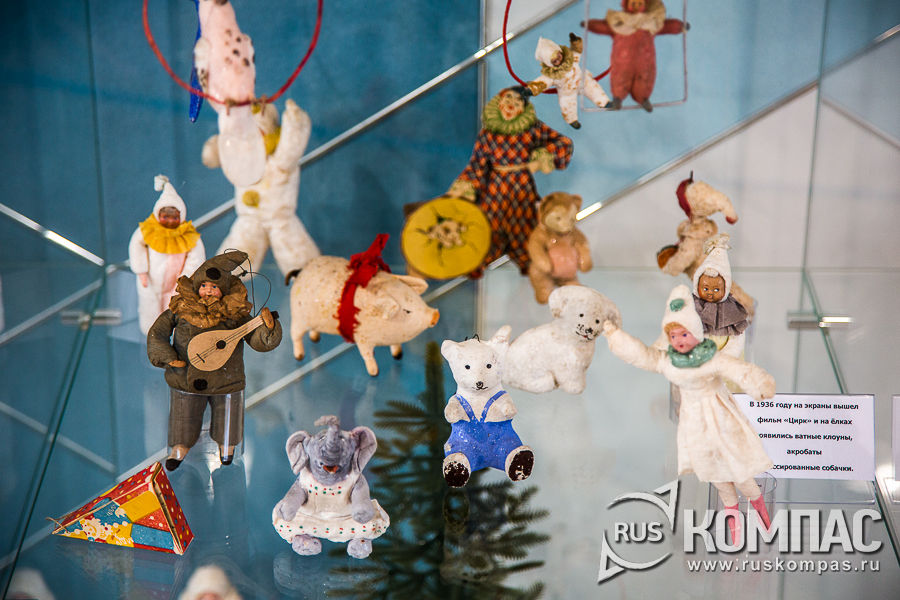 В 1936 году на экраны вышел
фильм «Цирк» и на ёлках
появились ватные клоуны,
акробаты
ссированные собачки.
RUS КОМПАС
www.ruskompas.ru